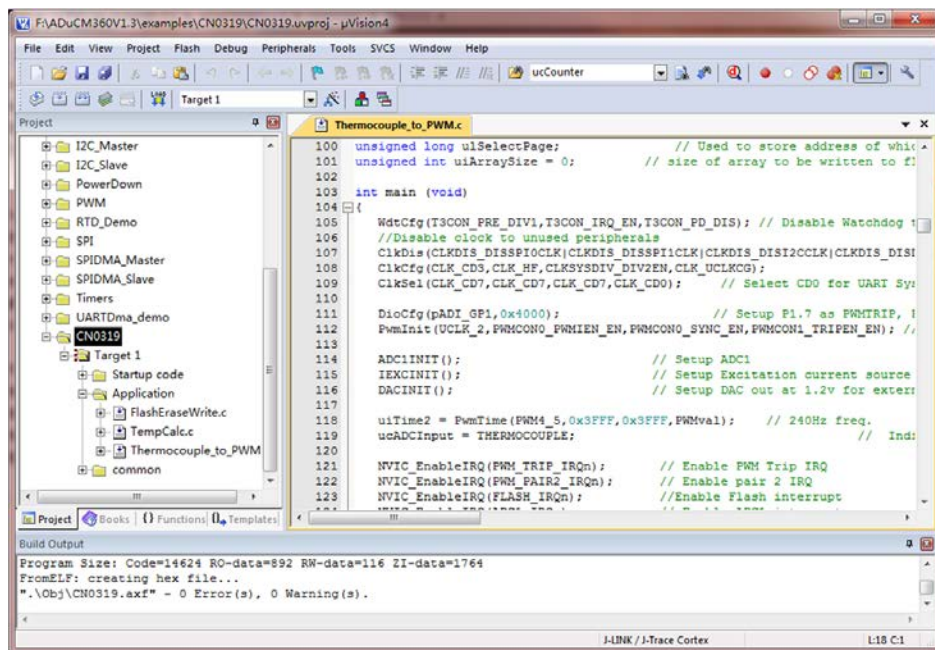 F:\ADuCM360V1.3\examples\CN0319\CN0319.uvproj - µVision4
File Edit View Project Flash Debug Peripherals Tools SVCS Window Help
ucCounter
Target 1
Project
Thermocouple_to_PWM.c
I2C_Master
I2C_Slave
PowerDown
PWM
RTD_Demo
SPI
SPIDMA_Master
SPIDMA_Slave
Timers
UARTDma_demo
CN0319
Target 1
Startup code
Application
FlashEraseWrite.c
TempCalc.c
Thermocouple_to_PWM
common
100 unsigned long ulSelectPage; // Used to store address of whic
101 unsigned int uiArraySize = 0; // size of array to be written to fl
102
103 int main (void)
104 {
105 WdtCfg(T3CON_PRE_DIV1,T3CON_IRQ_EN,T3CON_PD_DIS); // Disable Watchdog t
106 //Disable clock to unused peripherals
107 ClkDis(CLKDIS_DISSPI0CLK|CLKDIS_DISSPI1CLK|CLKDIS_DISI2CCLK|CLKDIS_DISU
108 ClkCfg(CLK_CD3,CLK_HF,CLKSYSDIV_DIV2EN,CLK_UCLKCG);
109 ClkSel(CLK_CD7,CLK_CD7,CLK_CD7,CLK_CD0); // Select CD0 for UART Sys
110
111 DioCfg(pADI_GP1,0x4000); // Setup P1.7 as PWMTRIP,
112 PwmInit(UCLK_2,PWMCON0_PWMIEN_EN,PWMCON0_SYNC_EN,PWMCON1_TRIPEN_EN); //
113
114 ADC1INIT(); // Setup ADC1
115 IEXCINIT(); // Setup Excitation current source
116 DACINIT(); // Setup DAC out at 1.2v for extern
117
118 uiTime2 = PwmTime(PWM4_5,0x3FFF,0x3FFF,PWMval); // 240Hz freq.
119 ucADCInput = THERMOCOUPLE; // Indi
120
121 NVIC_EnableIRQ(PWM_TRIP_IRQn); // Enable PWM Trip IRQ
122 NVIC_EnableIRQ(PWM_PAIR2_IRQn); // Enable pair 2 IRQ
123 NVIC_EnableIRQ(FLASH_IRQn); //Enable Flash interrupt
Project Books {} Functions Templates
Build Output
Program Size: Code=14624 RO-data=892 RW-data=116 ZI-data=1764
FromELF: creating hex file...
".\Obj\CN0319.axf" - 0 Error(s), 0 Warning(s).
J-LINK / J-Trace Cortex L:18 C:1